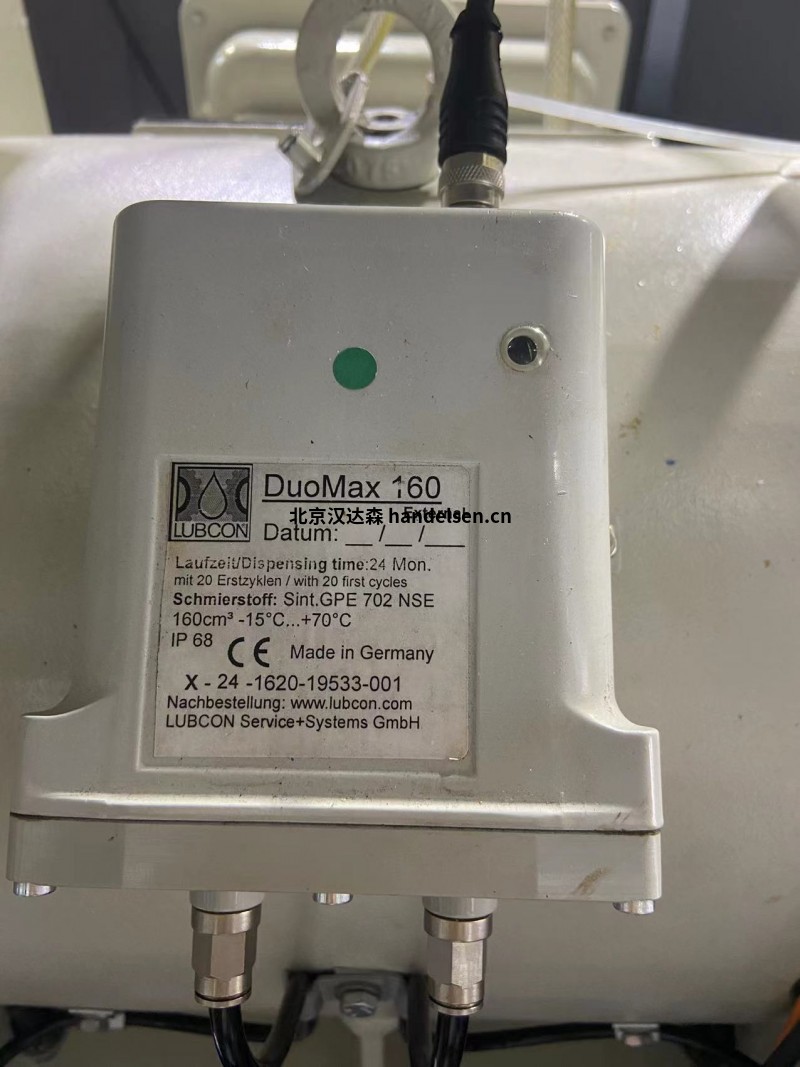 LUBCON
DuoMax 160
External
北京汉达森 handelsen.cn
Datum: __ /__ /___
Laufzeit/Dispensing time:24 Mon.
mit 20 Erstzyklen / with 20 first cycles
Schmierstoff: Sint.GPE 702 NSE
160cm³ -15°C...+70°C
IP 68
CE Made in Germany
X - 24 -1620-19533-001
Nachbestellung: www.lubcon.com
LUBCON Service+Systems GmbH